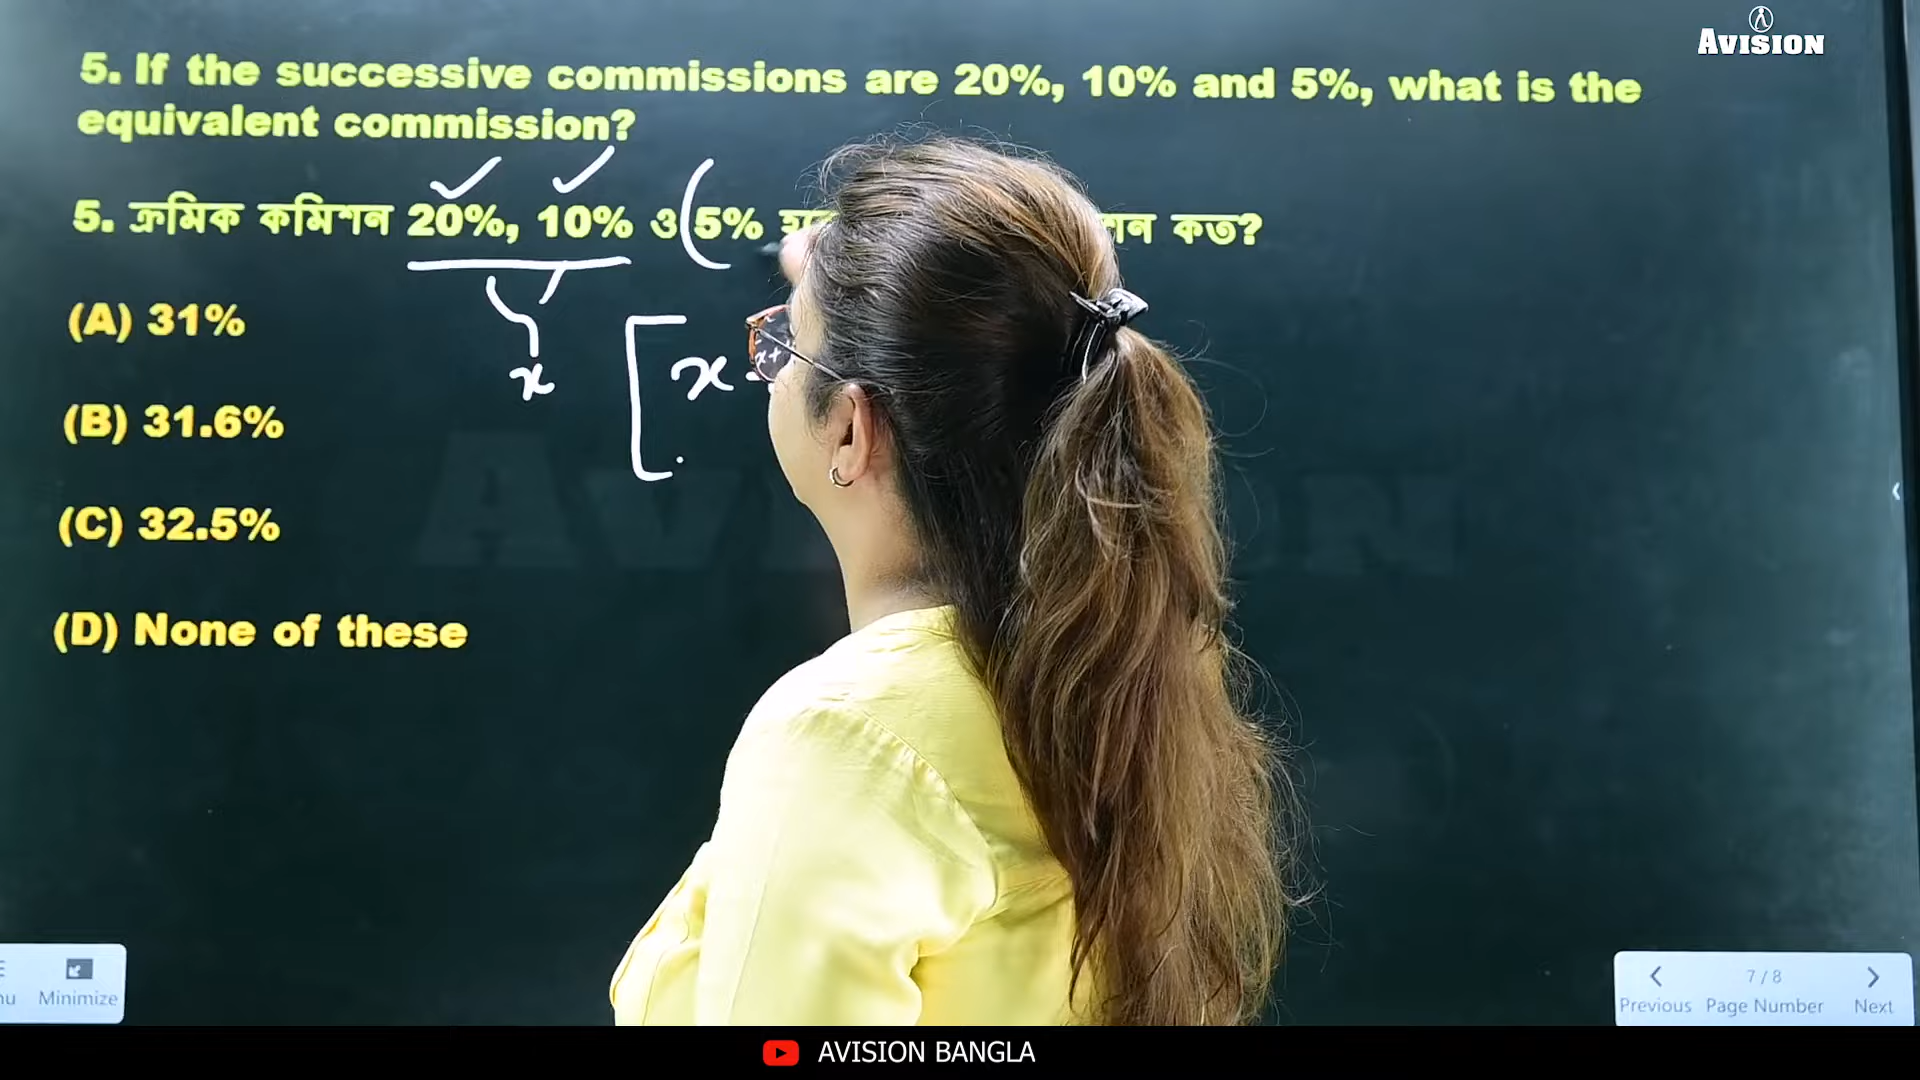 AVISION
5. If the successive commissions are 20%, 10% and 5%, what is the
equivalent commission?
5. ক্রমিক কমিশন 20%, 10% ও 5% কত?
(A) 31%
x
x
(B) 31.6%
(C) 32.5%
(D) None of these
Minimize
7 / 8
Previous Page Number Next
AVISION BANGLA